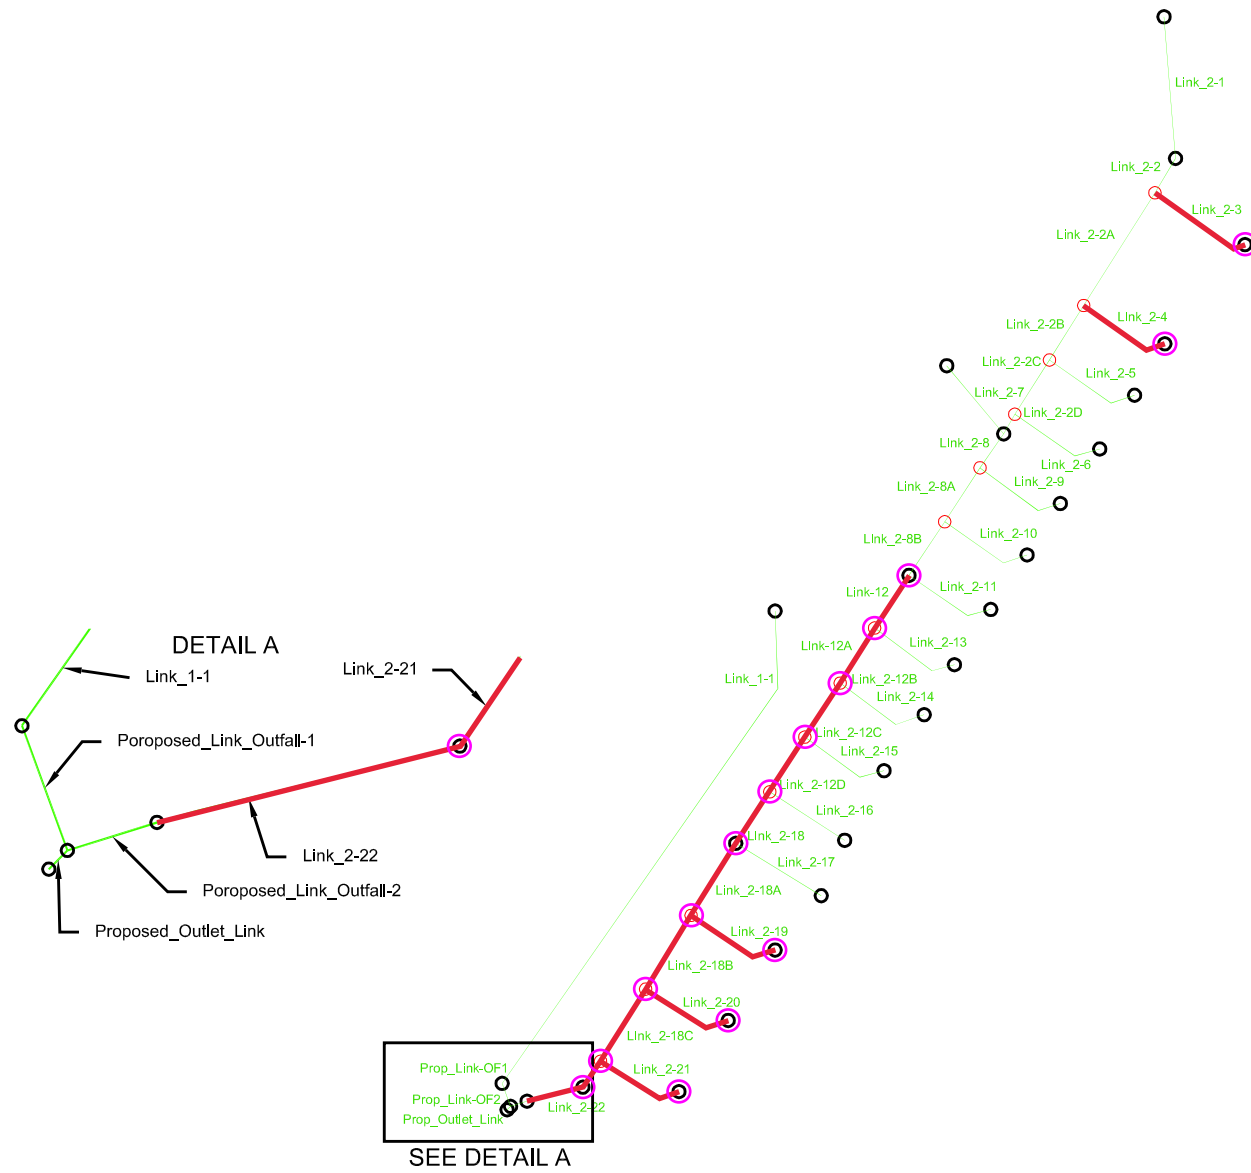 Link_2-1
Link_2-2
Link_2-3
Link_2-2A
LInk_2-4
Link_2-2B
Link_2-2C
Link_2-5
Link_2-7
Link_2-2D
LInk_2-8
Link_2-6
Link_2-9
Link_2-8A
Link_2-10
LInk_2-8B
Link_2-11
Link-12
LInk-12A
Link_2-13
Link_1-1
Link_2-12B
Link_2-14
Link_2-12C
Link_2-15
Link_2-12D
Link_2-16
Link_2-18
Link_2-17
Link_2-18A
Link_2-19
Link_2-18B
Link_2-20
LInk_2-18C
Link_2-21
Link_2-22
Prop_Link-OF1
Prop_Link-OF2
Prop_Outlet_Link
SEE DETAIL A
DETAIL A
Link_1-1
Link_2-21
Poroposed_Link_Outfall-1
Link_2-22
Poroposed_Link_Outfall-2
Proposed_Outlet_Link